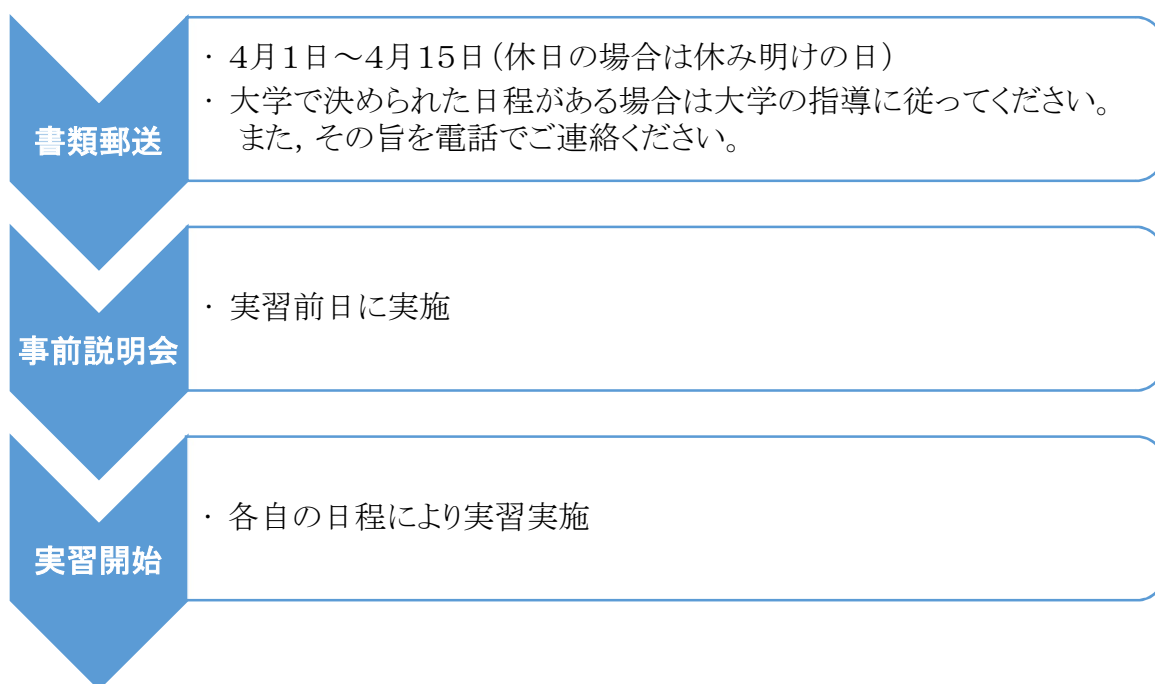 書類郵送
・ 4月1日～4月15日(休日の場合は休み明けの日)
・ 大学で決められた日程がある場合は大学の指導に従ってください。
また，その旨を電話でご連絡ください。
事前説明会
・ 実習前日に実施
実習開始
・ 各自の日程により実習実施